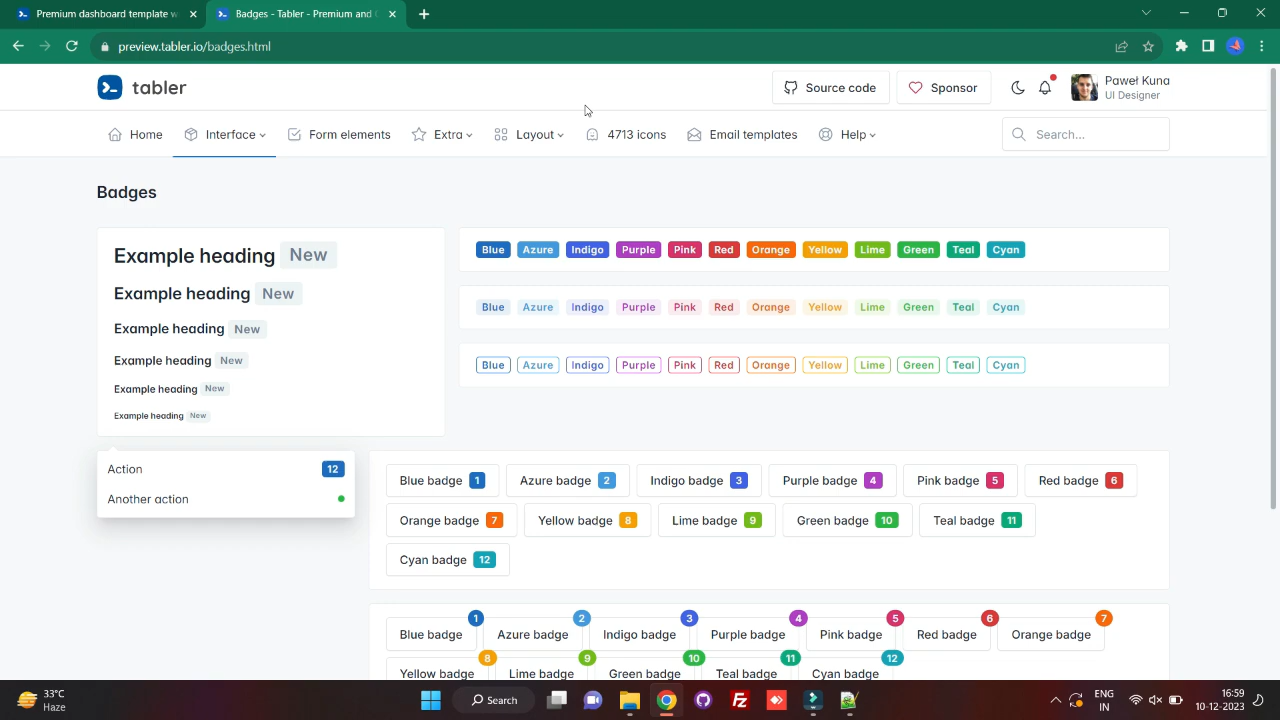 Premium dashboard template w
Badges - Tabler - Premium and
preview.tabler.io/badges.html
tabler
Source code
Sponsor
Paweł Kuna
UI Designer
Home
Interface
Form elements
Extra
Layout
4713 icons
Email templates
Help
Search...
Badges
Example heading New
Example heading New
Example heading New
Example heading New
Example heading New
Example heading New
Blue Azure Indigo Purple Pink Red Orange Yellow Lime Green Teal Cyan
Blue Azure Indigo Purple Pink Red Orange Yellow Lime Green Teal Cyan
Blue Azure Indigo Purple Pink Red Orange Yellow Lime Green Teal Cyan
Action 12
Another action
Blue badge 1 Azure badge 2 Indigo badge 3 Purple badge 4 Pink badge 5 Red badge 6
Orange badge 7 Yellow badge 8 Lime badge 9 Green badge 10 Teal badge 11
Cyan badge 12
Blue badge 1 Azure badge 2 Indigo badge 3 Purple badge 4 Pink badge 5 Red badge 6 Orange badge 7
Yellow badge 8 Lime badge 9 Green badge 10 Teal badge 11 Cyan badge 12
33°C
Haze
Search
ENG
IN
16:59
10-12-2023